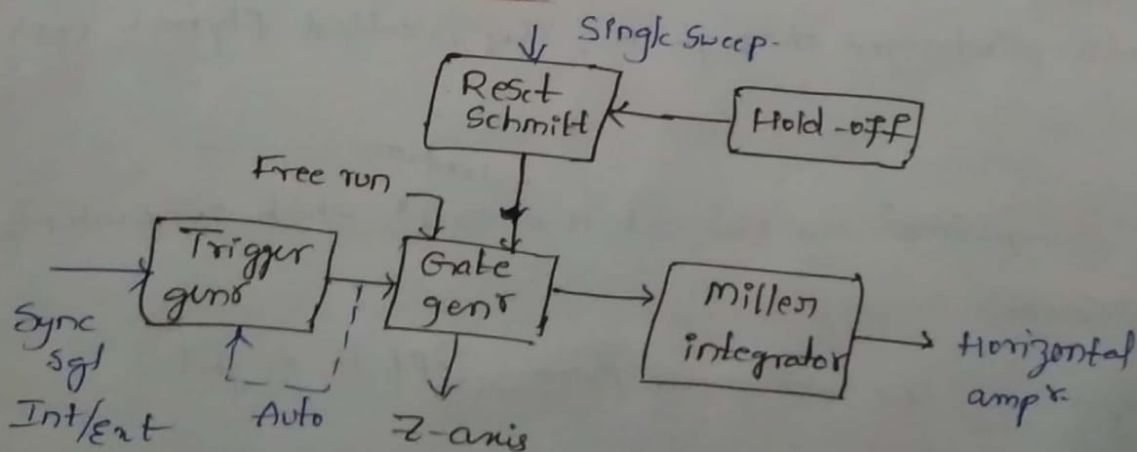 Single Sweep.
Reset
Schmitt
Hold-off
Free run
Trigger
genr
Gate
genr
Miller
integrator
Sync
sgl
Int/Ext
Auto
Z-axis
Horizontal
ampr.